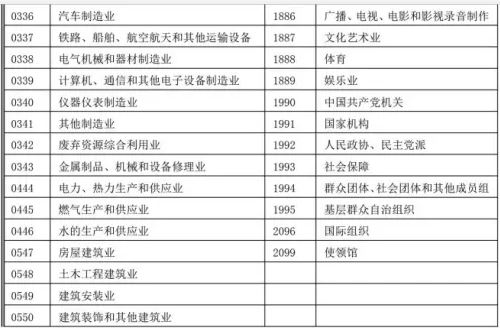 0336 汽车制造业 1886 广播、电视、电影和影视录音制作
0337 铁路、船舶、航空航天和其他运输设备 1887 文化艺术业
0338 电气机械和器材制造业 1888 体育
0339 计算机、通信和其他电子设备制造业 1889 娱乐业
0340 仪器仪表制造业 1990 中国共产党机关
0341 其他制造业 1991 国家机构
0342 废弃资源综合利用业 1992 人民政协、民主党派
0343 金属制品、机械和设备修理业 1993 社会保障
0444 电力、热力生产和供应业 1994 群众团体、社会团体和其他成员组
0445 燃气生产和供应业 1995 基层群众自治组织
0446 水的生产和供应业 2096 国际组织
0547 房屋建筑业 2099 使领馆
0548 土木工程建筑业
0549 建筑安装业
0550 建筑装饰和其他建筑业